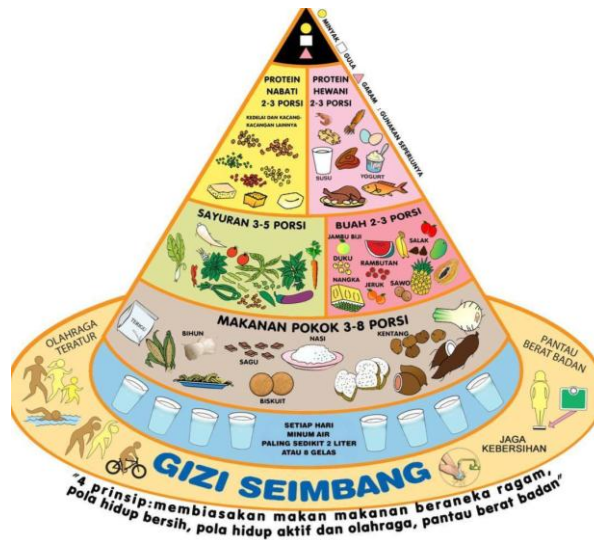 MINYAK
GULA
GARAM
: GUNAKAN SEPERLUNYA
PROTEIN
NABATI
2-3 PORSI
KEDELAI DAN KACANG-
KACANGAN LAINNYA
PROTEIN
HEWANI
2-3 PORSI
SUSU
YOGURT
SAYURAN 3-5 PORSI
BUAH 2-3 PORSI
JAMBU BIJI
SALAK
DUKU
RAMBUTAN
NANGKA
JERUK
SAWO
MAKANAN POKOK 3-8 PORSI
BIHUN
NASI
KENTANG
SAGU
BISKUIT
OLAHRAGA
TERATUR
PANTAU
BERAT BADAN
SETIAP HARI
MINUM AIR
PALING SEDIKIT 2 LITER
ATAU 8 GELAS
JAGA
KEBERSIHAN
GIZI SEIMBANG
"4 prinsip:membiasakan makan makanan beraneka ragam,
pola hidup bersih, pola hidup aktif dan olahraga, pantau berat badan"